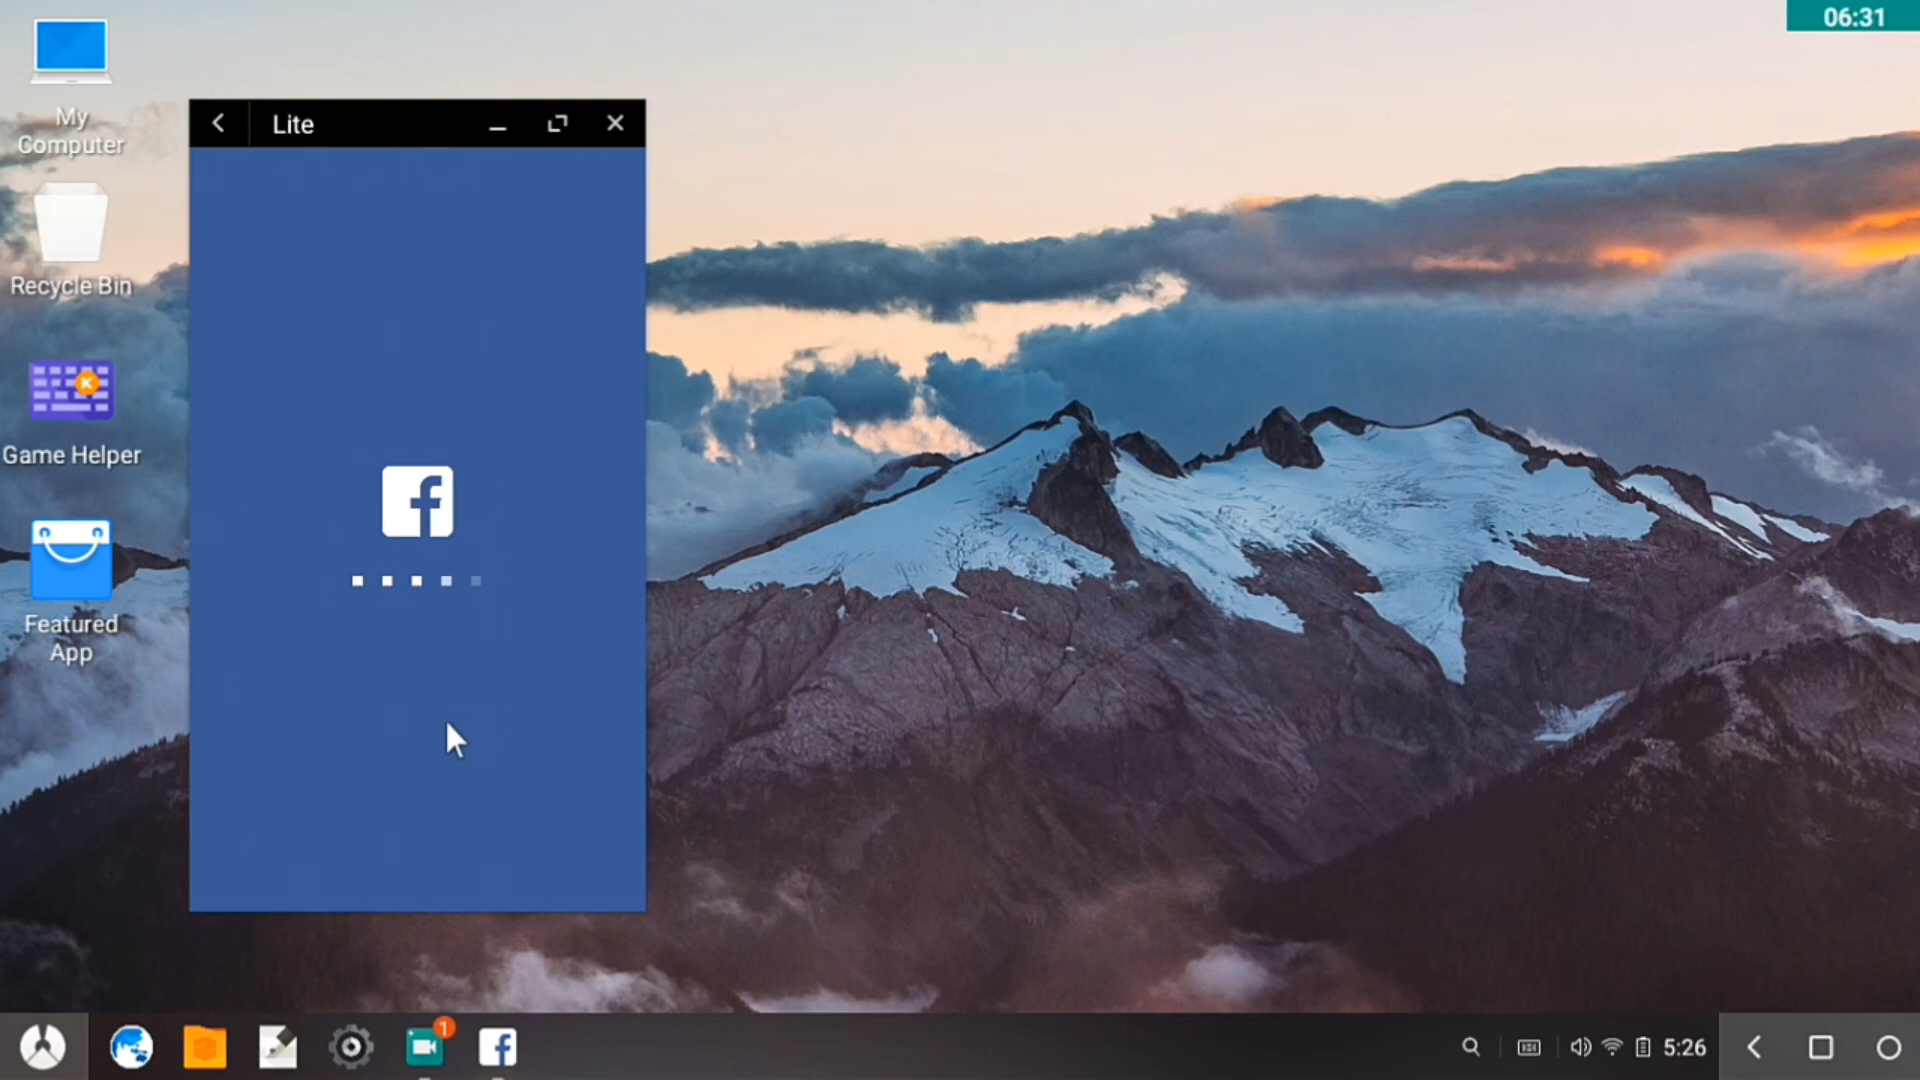 06:31
My
Computer
Lite
Recycle Bin
K
Game Helper
f
Featured
App
1
f
5:26